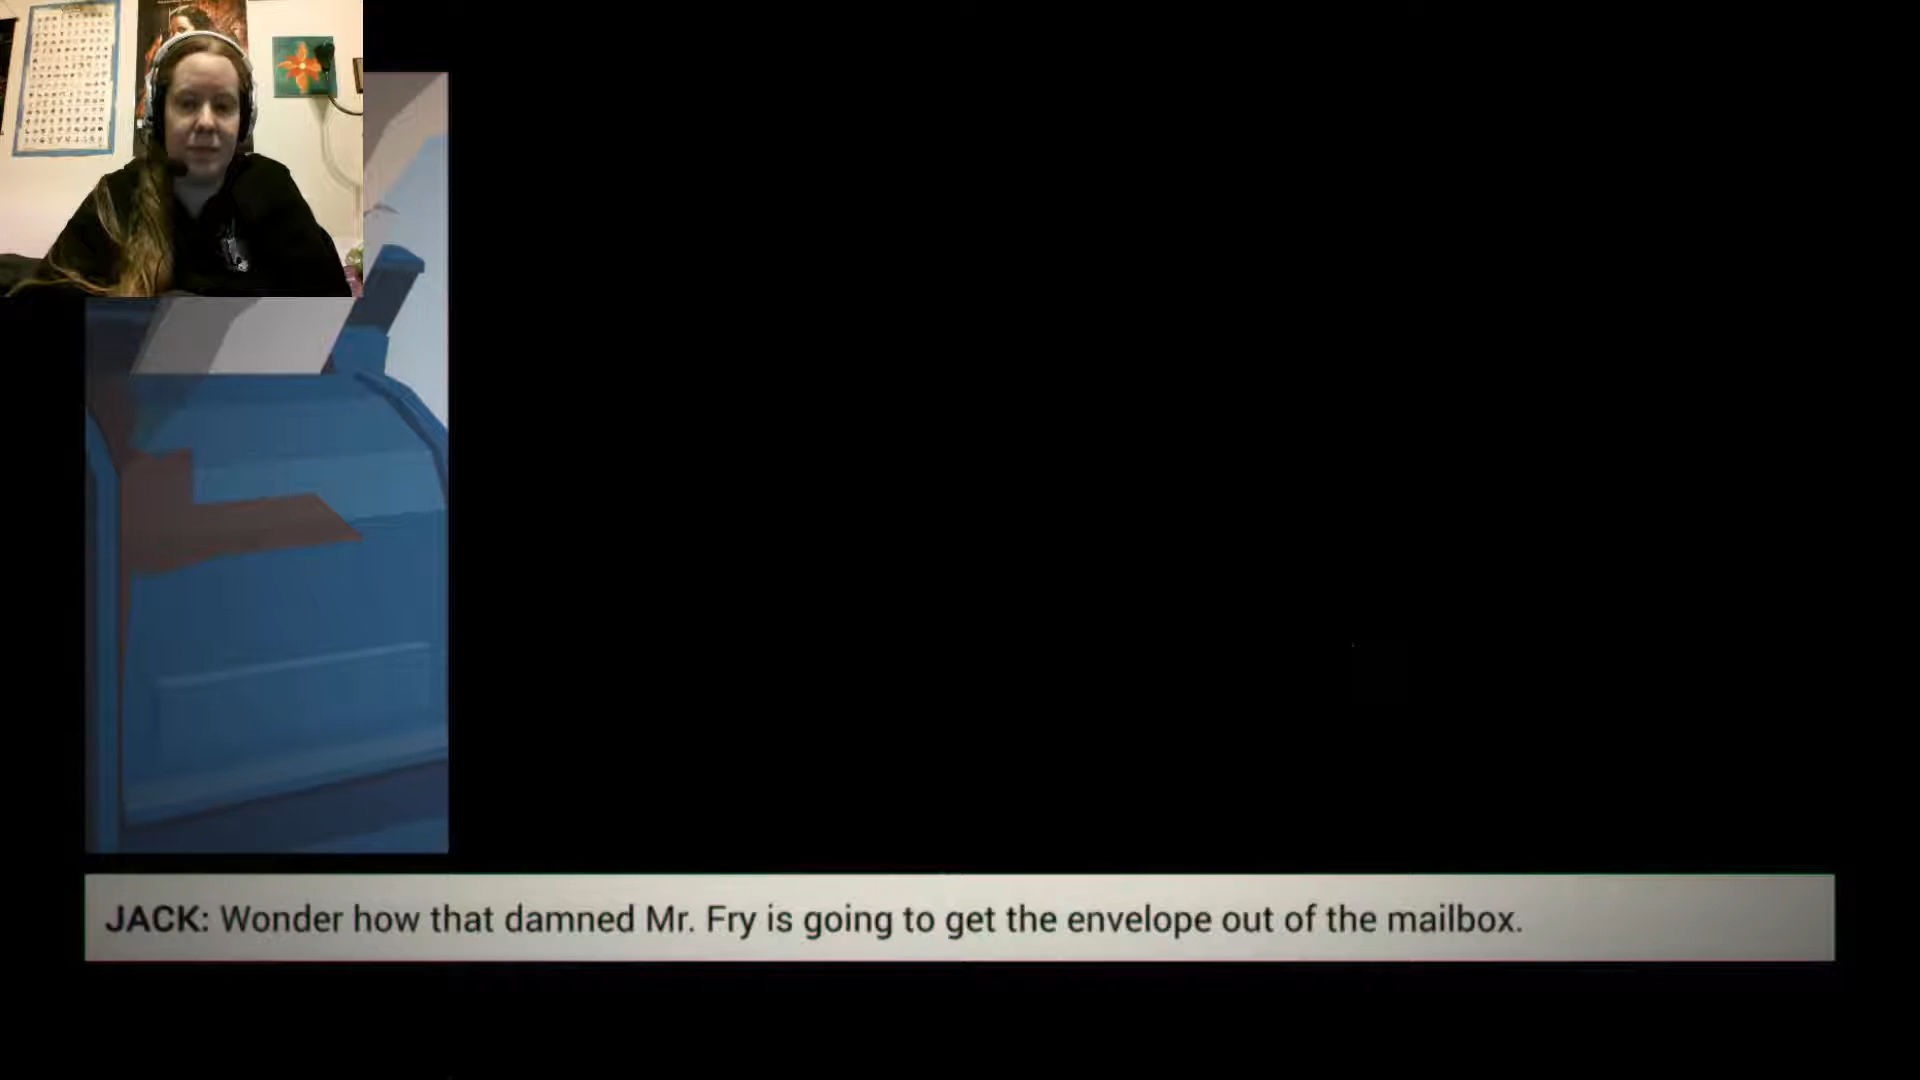 JACK: Wonder how that damned Mr. Fry is going to get the envelope out of the mailbox.